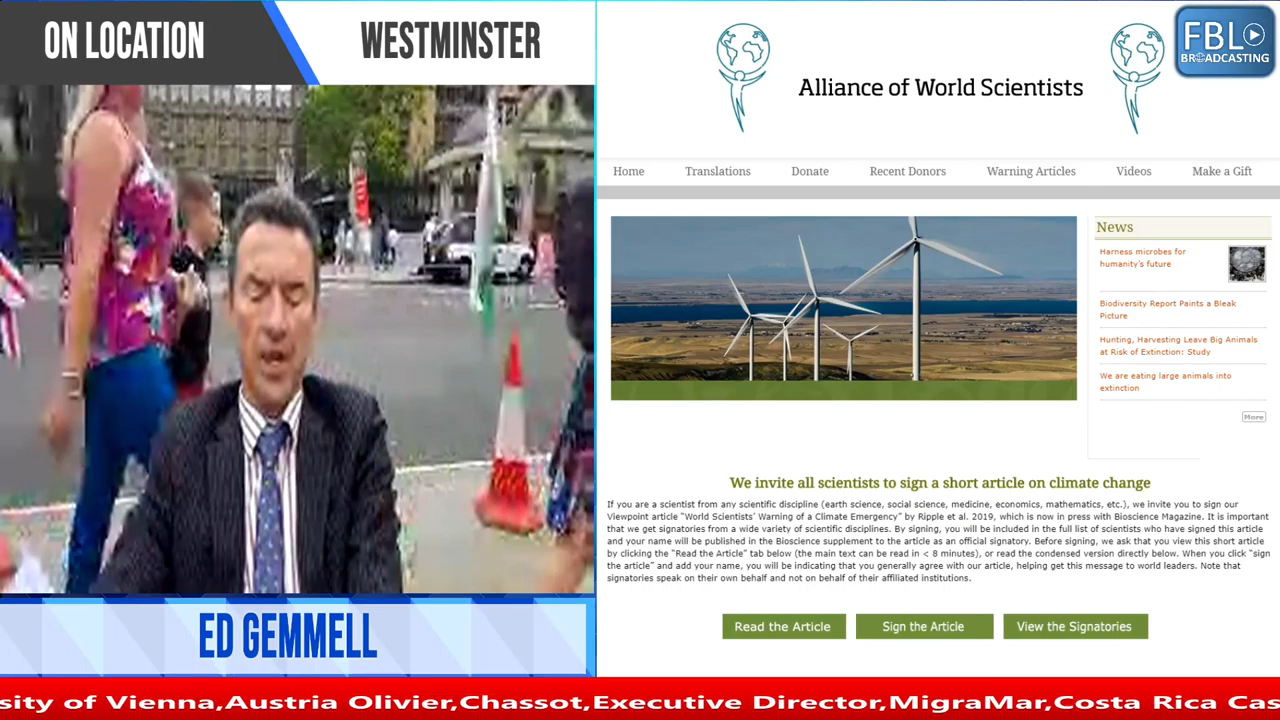 ON LOCATION
WESTMINSTER
FBL
BROADCASTING
Alliance of World Scientists
Home
Translations
Donate
Recent Donors
Warning Articles
Videos
Make a Gift
News
Harness microbes for
humanity's future
Biodiversity Report Paints a Bleak
Picture
Hunting, Harvesting Leave Big Animals
at Risk of Extinction: Study
We are eating large animals into
extinction
More
We invite all scientists to sign a short article on climate change
If you are a scientist from any scientific discipline (earth science, social science, medicine, economics, mathematics, etc.), we invite you to sign our
Viewpoint article "World Scientists' Warning of a Climate Emergency" by Ripple et al. 2019, which is now in press with Bioscience Magazine. It is important
that we get signatories from a wide variety of scientific disciplines. By signing, you will be included in the full list of scientists who have signed this article
and your name will be published in the Bioscience supplement to the article as an official signatory. Before signing, we ask that you view this short article
by clicking the "Read the Article" tab below (the main text can be read in < 8 minutes), or read the condensed version directly below. When you click "sign
the article" and add your name, you will be indicating that you generally agree with our article, helping get this message to world leaders. Note that
signatories speak on their own behalf and not on behalf of their affiliated institutions.
Read the Article
Sign the Article
View the Signatories
ED GEMMELL
sity of Vienna,Austria Olivier,Chassot,Executive Director,MigraMar,Costa Rica Cas